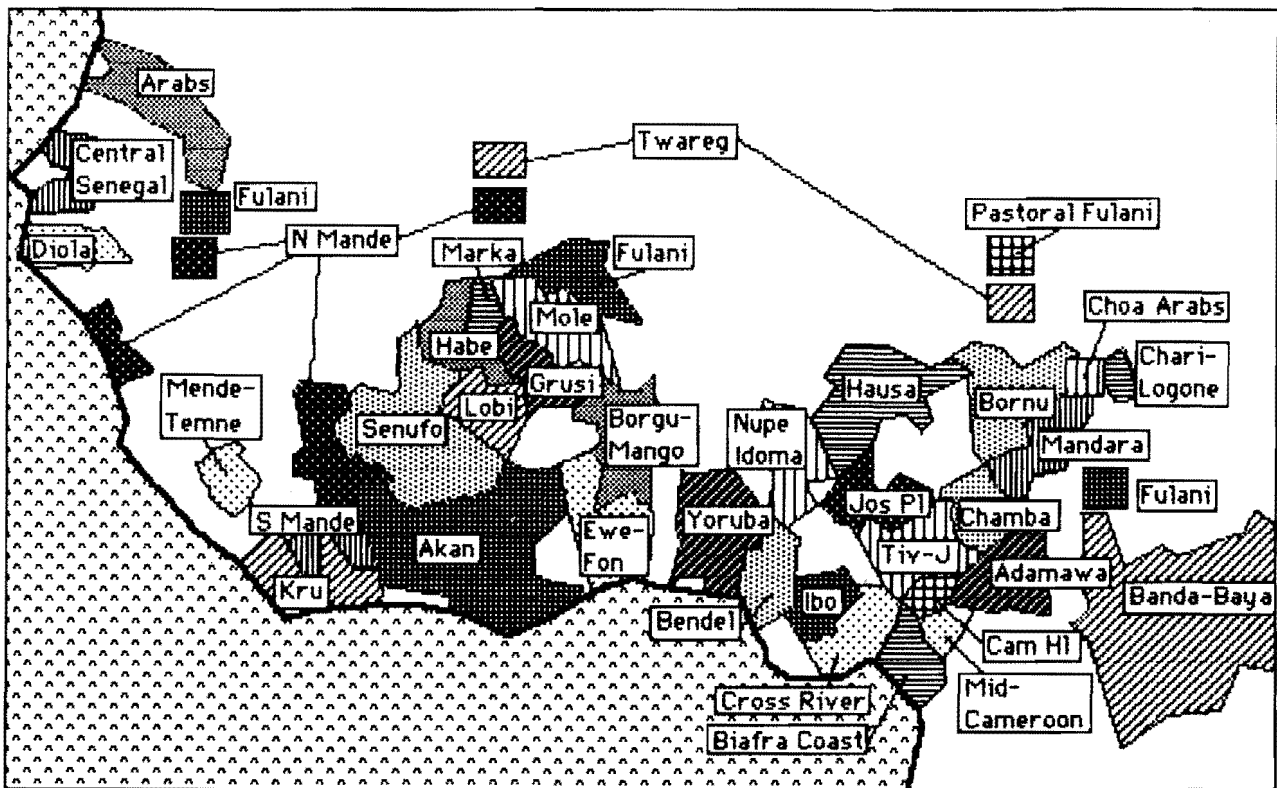 Arabs
Central
Senegal
Twareg
Fulani
Pastoral Fulani
Diola
N Mande
Marka
Fulani
Choa Arabs
Mole
Habe
Chari-
Logone
Mende-
Temne
Grusi
Hausa
Lobi
Bornu
Senufo
Borgu-
Mango
Nupe
Idoma
Mandara
Fulani
Jos Pl
S Mande
Yoruba
Chamba
Akan
Ewe-
Fon
Tiv-J
Adamawa
Kru
Ibo
Banda-Baya
Bendel
Cam Hl
Cross River
Mid-
Cameroon
Biafra Coast